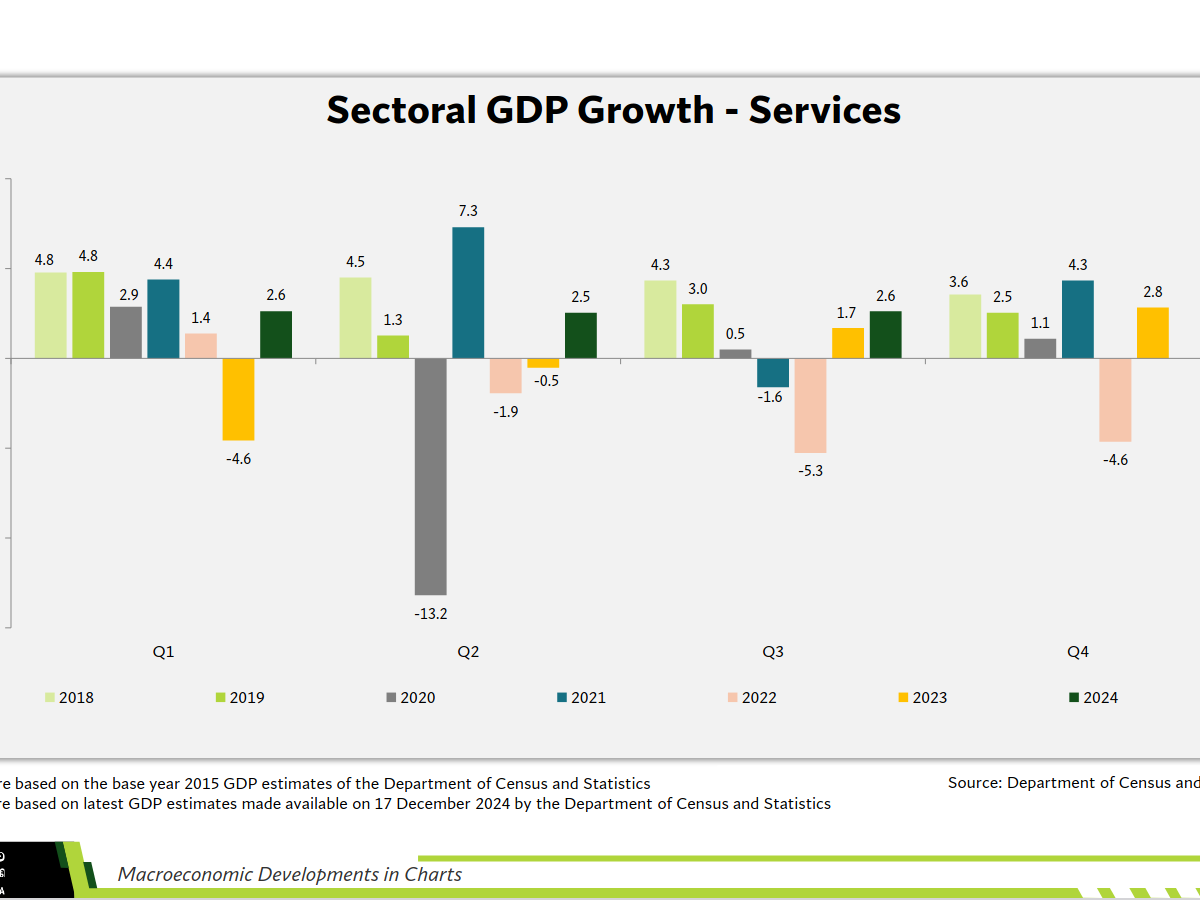 Sectoral GDP Growth - Services
4.8 4.8 2.9 4.4 1.4 -4.6 2.6
4.5 1.3 -13.2 7.3 -1.9 -0.5 2.5
4.3 3.0 0.5 -1.6 -5.3 1.7 2.6
3.6 2.5 1.1 4.3 -4.6 2.8
Q1 Q2 Q3 Q4
2018 2019 2020 2021 2022 2023 2024
re based on the base year 2015 GDP estimates of the Department of Census and Statistics
Source: Department of Census and
re based on latest GDP estimates made available on 17 December 2024 by the Department of Census and Statistics
Macroeconomic Developments in Charts